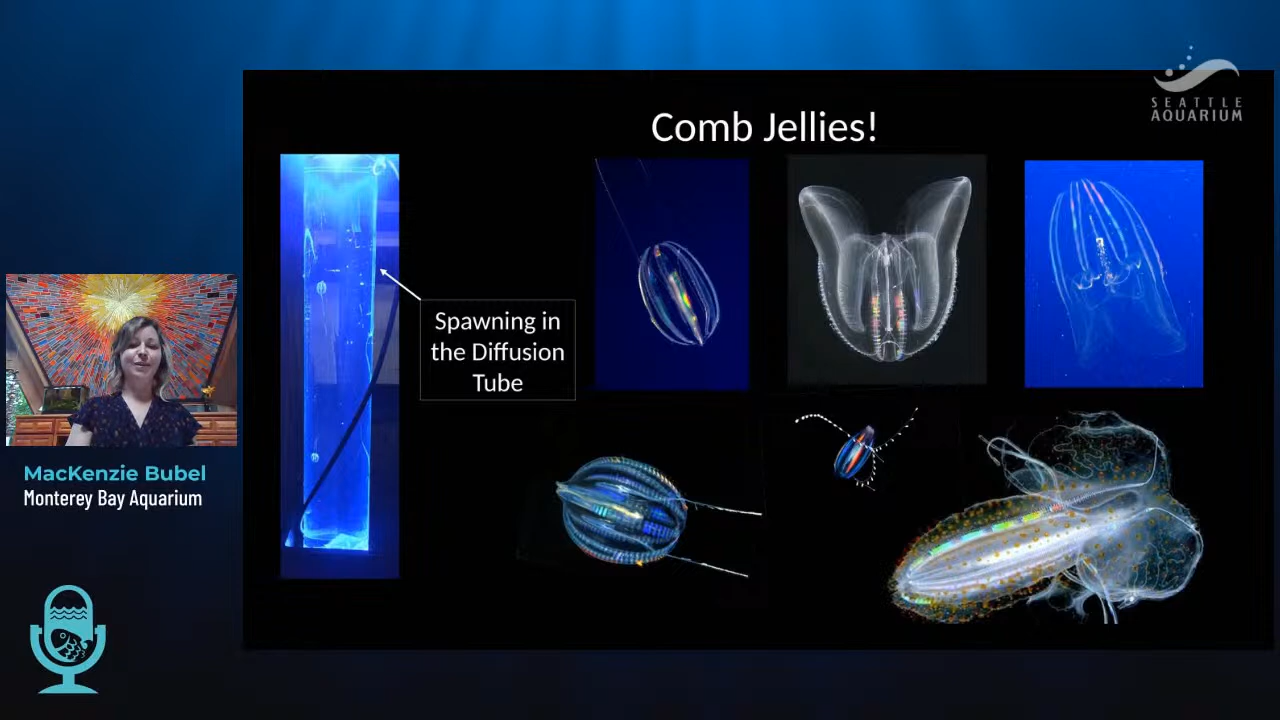 SEATTLE
AQUARIUM
Comb Jellies!
Spawning in
the Diffusion
Tube
MacKenzie Bubel
Monterey Bay Aquarium